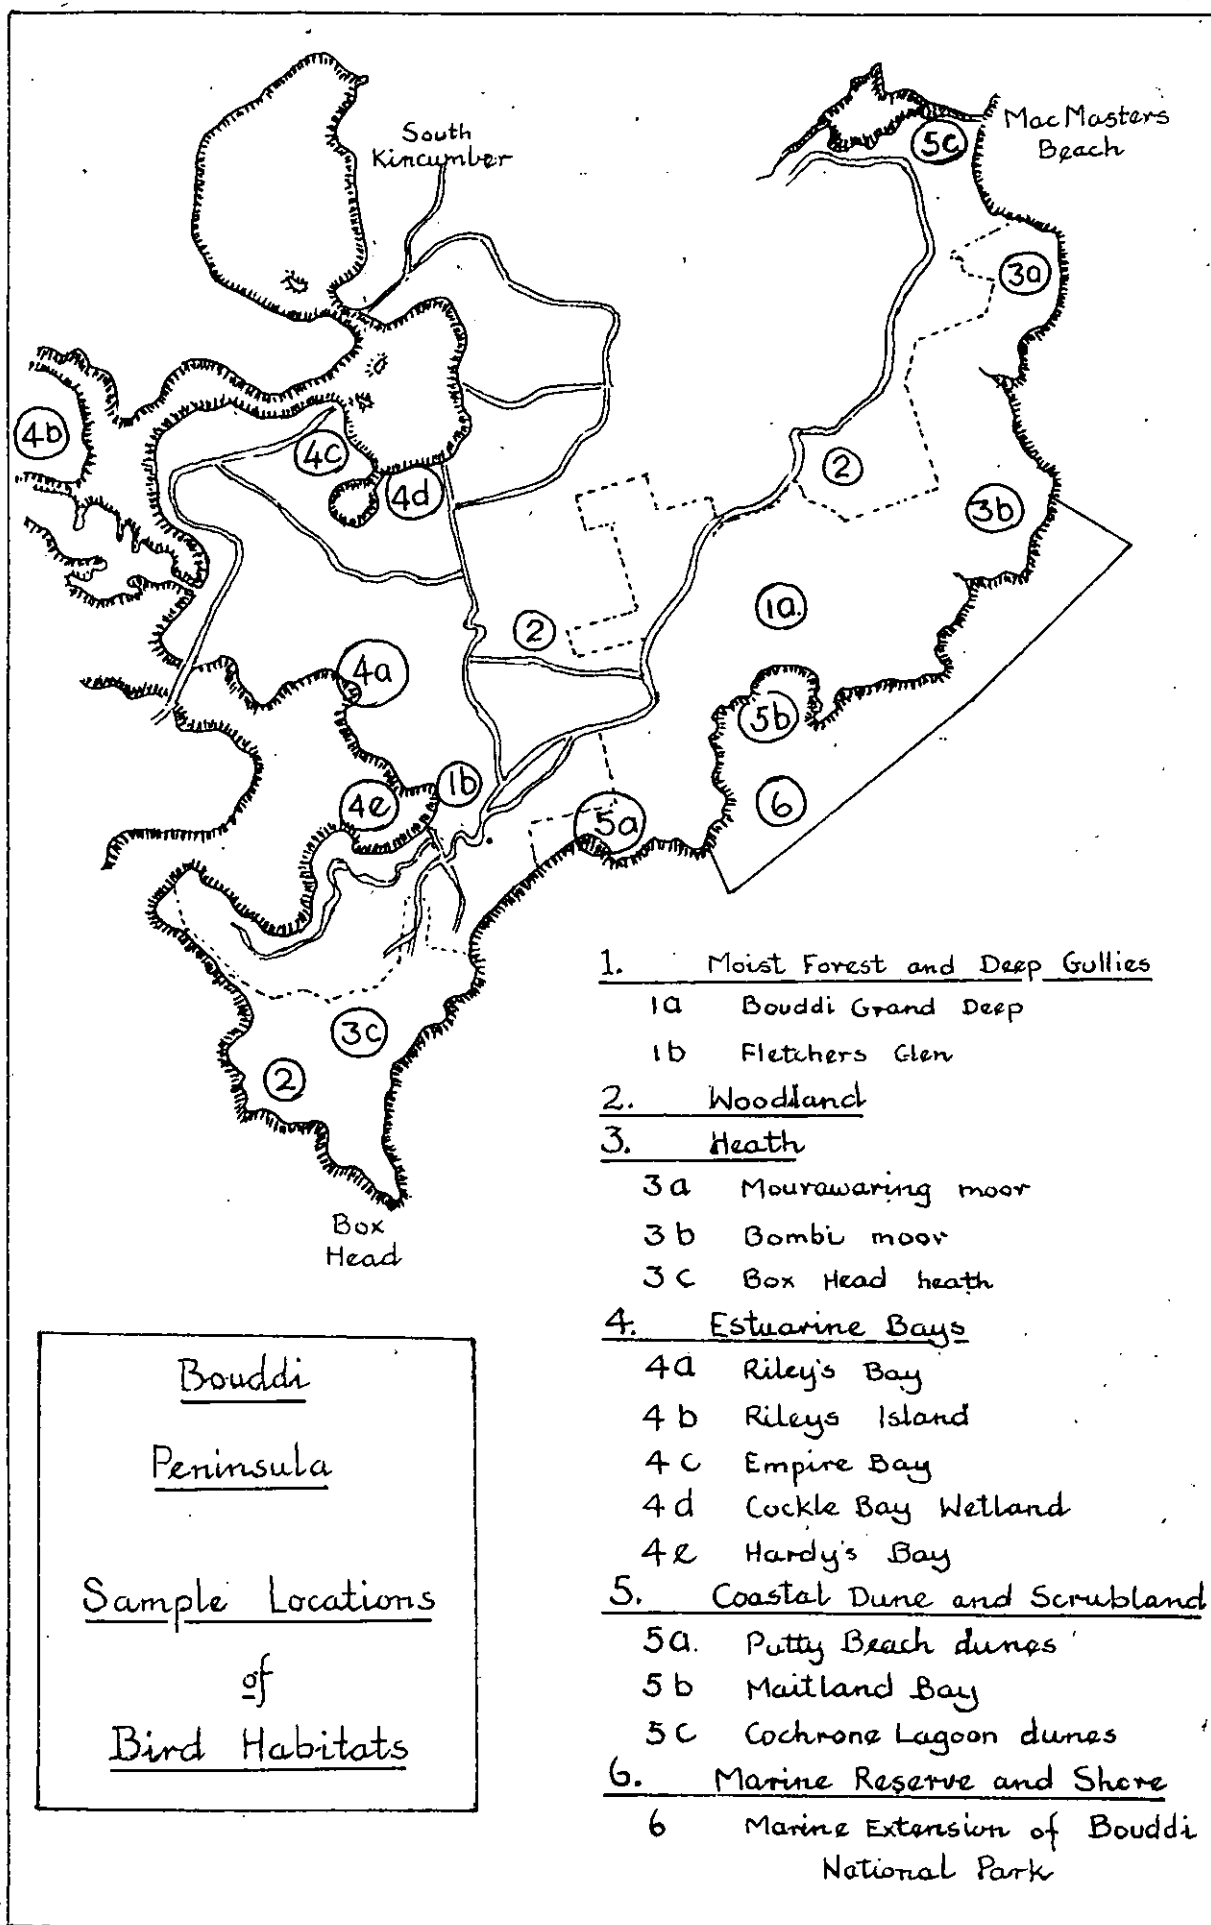 South
Kincumber
MacMasters
Beach
5c
3a
4b
4c
4d
2
3b
1a.
2
4a
5b
1b
4e
6
5a
3c
2
Box
Head
1. Moist Forest and Deep Gullies
1a Bouddi Grand Deep
1b Fletchers Glen
2. Woodland
3. Heath
3a Mourawaring moor
3b Bombi moor
3c Box Head heath
4. Estuarine Bays
4a Riley's Bay
4b Rileys Island
4c Empire Bay
4d Cockle Bay Wetland
4e Hardy's Bay
5. Coastal Dune and Scrubland
5a. Putty Beach dunes
5b Maitland Bay
5c Cochrone Lagoon dunes
6. Marine Reserve and Shore
6 Marine Extension of Bouddi
National Park
Bouddi
Peninsula
Sample Locations
of
Bird Habitats